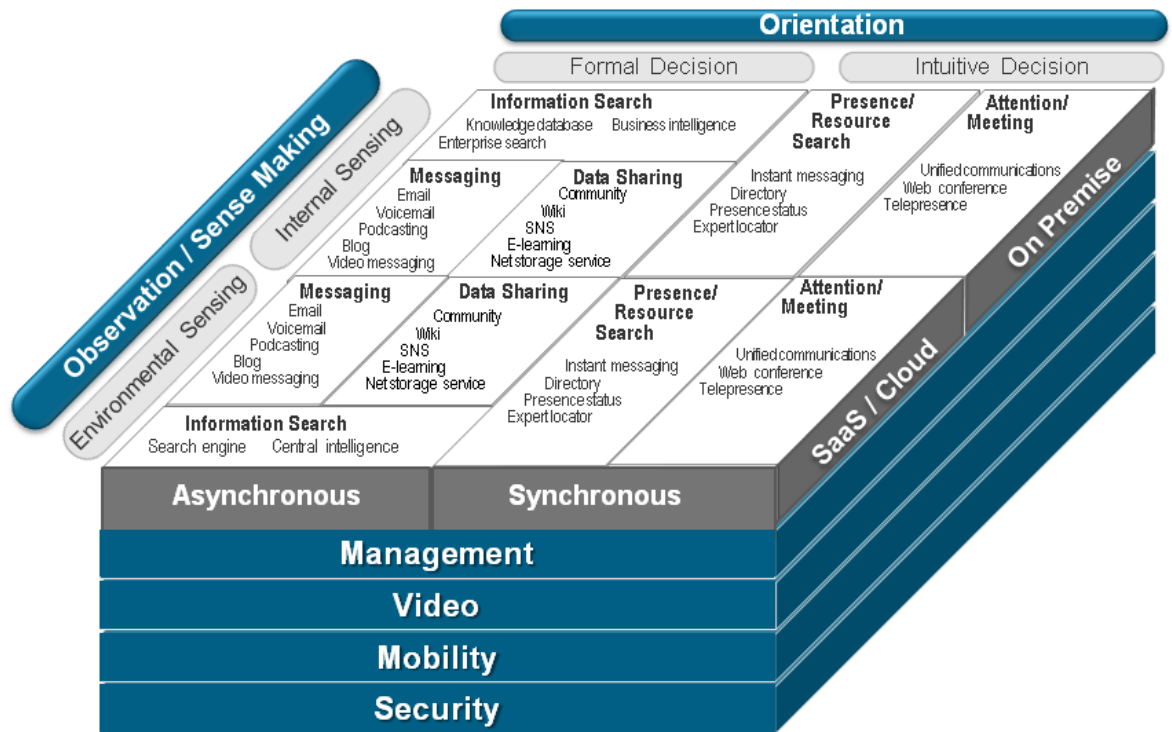 Orientation
Formal Decision
Intuitive Decision
Observation / Sense Making
Internal Sensing
Environmental Sensing
Information Search
Knowledge database Business intelligence
Enterprise search
Presence/
Resource
Search
Instant messaging
Directory
Presence status
Expert locator
Attention/
Meeting
Unified communications
Web conference
Telepresence
Messaging
Email
Voicemail
Podcasting
Blog
Video messaging
Data Sharing
Community
Wiki
SNS
E-learning
Net storage service
Messaging
Email
Voicemail
Podcasting
Blog
Video messaging
Data Sharing
Community
Wiki
SNS
E-learning
Net storage service
Presence/
Resource
Search
Instant messaging
Directory
Presence status
Expert locator
Attention/
Meeting
Unified communications
Web conference
Telepresence
Information Search
Search engine Central intelligence
On Premise
SaaS / Cloud
Asynchronous
Synchronous
Management
Video
Mobility
Security